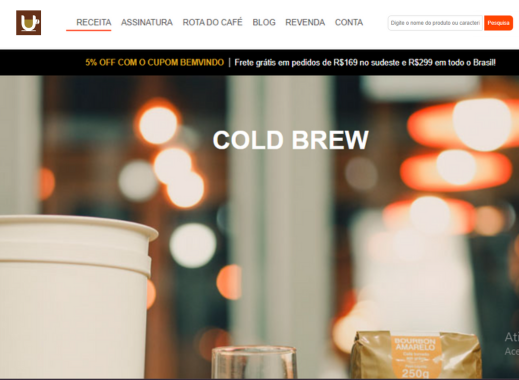 RECEITA ASSINATURA ROTA DO CAFÉ BLOG REVENDA CONTA
Digite o nome do produto ou caracterí
Pesquisa
5% OFF COM O CUPOM BEMVINDO | Frete grátis em pedidos de R$169 no sudeste e R$299 em todo o Brasil!
COLD BREW
BOURBON
AMARELO
250g
Ati
Ace